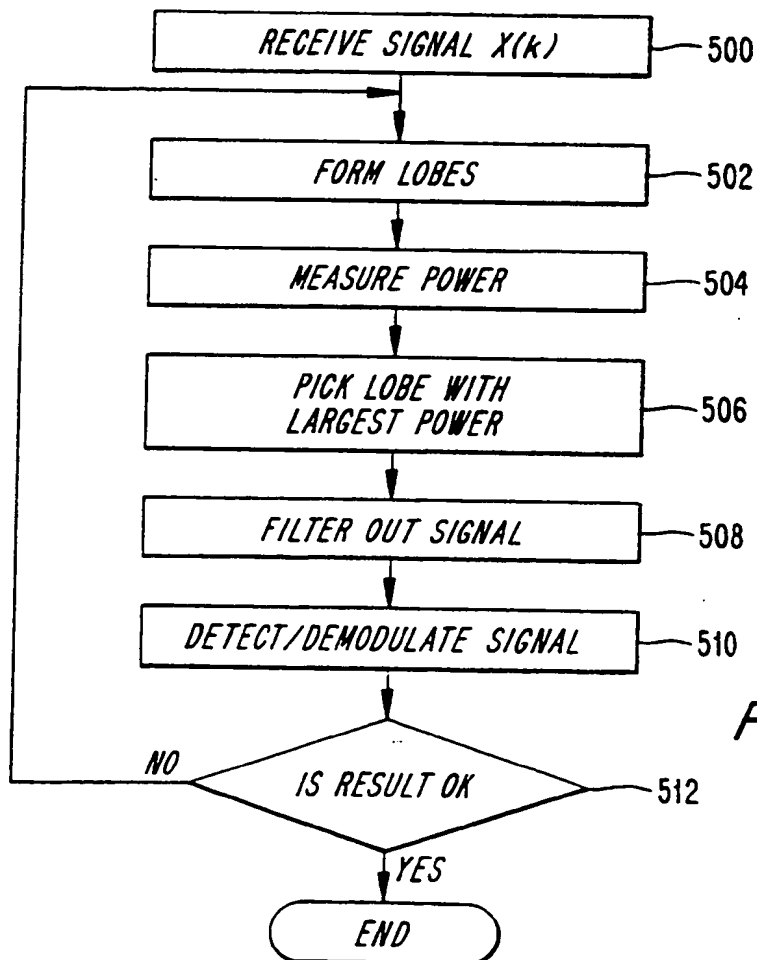 RECEIVE SIGNAL X(k)
500
FORM LOBES
502
MEASURE POWER
504
PICK LOBE WITH
LARGEST POWER
506
FILTER OUT SIGNAL
508
DETECT/DEMODULATE SIGNAL
510
F
NO
IS RESULT OK
512
YES
END